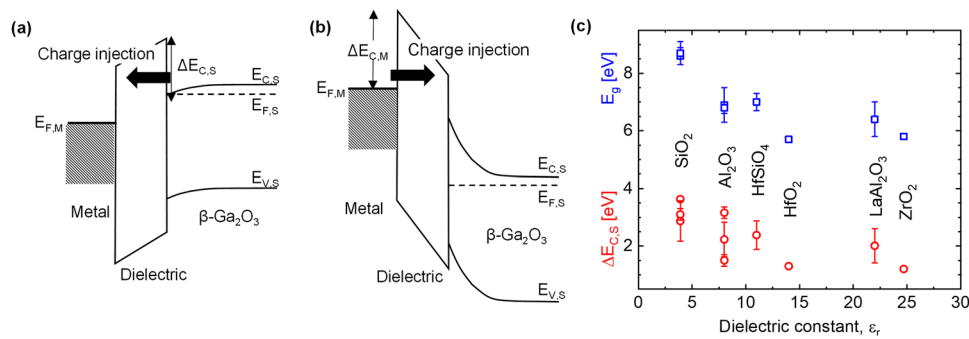 (a)
Charge injection
ΔE_C,S
E_C,S
E_F,S
E_F,M
E_V,S
Metal
β-Ga₂O₃
Dielectric
(b)
ΔE_C,M
Charge injection
E_F,M
E_C,S
E_F,S
Metal
β-Ga₂O₃
Dielectric
E_V,S
(c)
E_g [eV]
ΔE_C,S [eV]
8
6
4
2
SiO₂
Al₂O₃
HfSiO₄
HfO₂
LaAl₂O₃
ZrO₂
0 5 10 15 20 25 30
Dielectric constant, ε_r